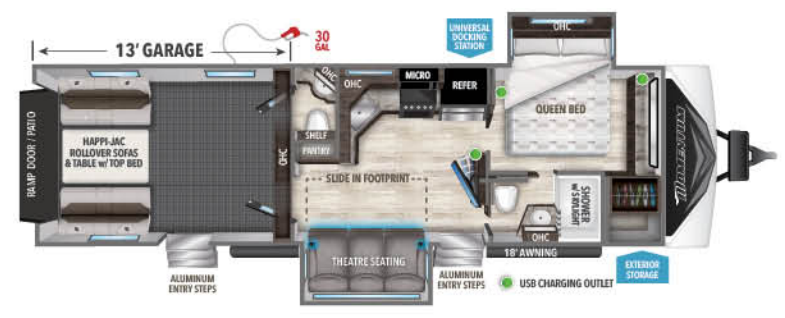 13' GARAGE
30
GAL
UNIVERSAL
DOCKING
STATION
OHC
OHC
OHC
MICRO
REFER
QUEEN BED
RAMP DOOR / PATIO
HAPPI-JAC
ROLLOVER SOFAS
& TABLE w/ TOP BED
OHC
SHELF
PANTRY
SLIDE IN FOOTPRINT
MOMENTUM
SHOWER
w/ SKYLIGHT
OHC
THEATRE SEATING
18' AWNING
ALUMINUM
ENTRY STEPS
ALUMINUM
ENTRY STEPS
USB CHARGING OUTLET
EXTERIOR
STORAGE